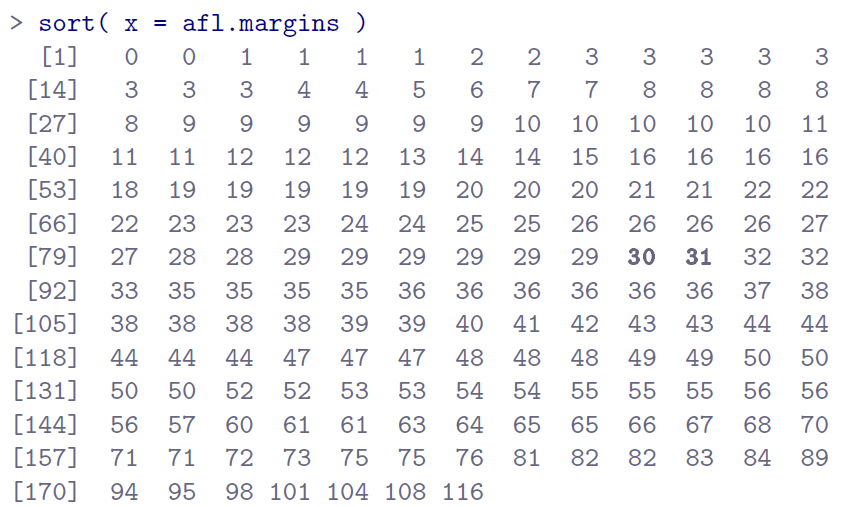 > sort( x = afl.margins )
[1] 0 0 1 1 1 1 2 2 3 3 3 3 3
[14] 3 3 3 4 4 5 6 7 7 8 8 8 8
[27] 8 9 9 9 9 9 9 10 10 10 10 10 11
[40] 11 11 12 12 12 13 14 14 15 16 16 16 16
[53] 18 19 19 19 19 19 20 20 20 21 21 22 22
[66] 22 23 23 23 24 24 25 25 26 26 26 26 27
[79] 27 28 28 29 29 29 29 29 29 30 31 32 32
[92] 33 35 35 35 35 36 36 36 36 36 36 37 38
[105] 38 38 38 38 39 39 40 41 42 43 43 44 44
[118] 44 44 44 47 47 47 48 48 48 49 49 50 50
[131] 50 50 52 52 53 53 54 54 55 55 55 56 56
[144] 56 57 60 61 61 63 64 65 65 66 67 68 70
[157] 71 71 72 73 75 75 76 81 82 82 83 84 89
[170] 94 95 98 101 104 108 116